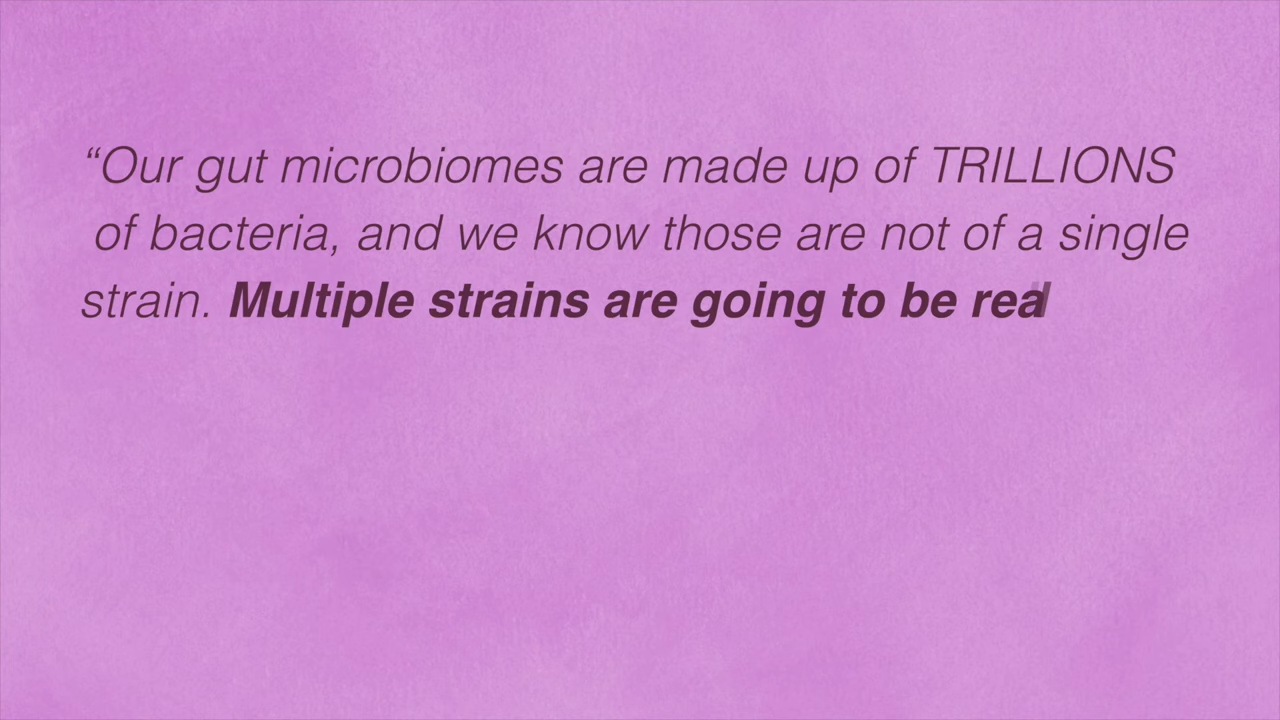 “Our gut microbiomes are made up of TRILLIONS
of bacteria, and we know those are not of a single
strain. Multiple strains are going to be real